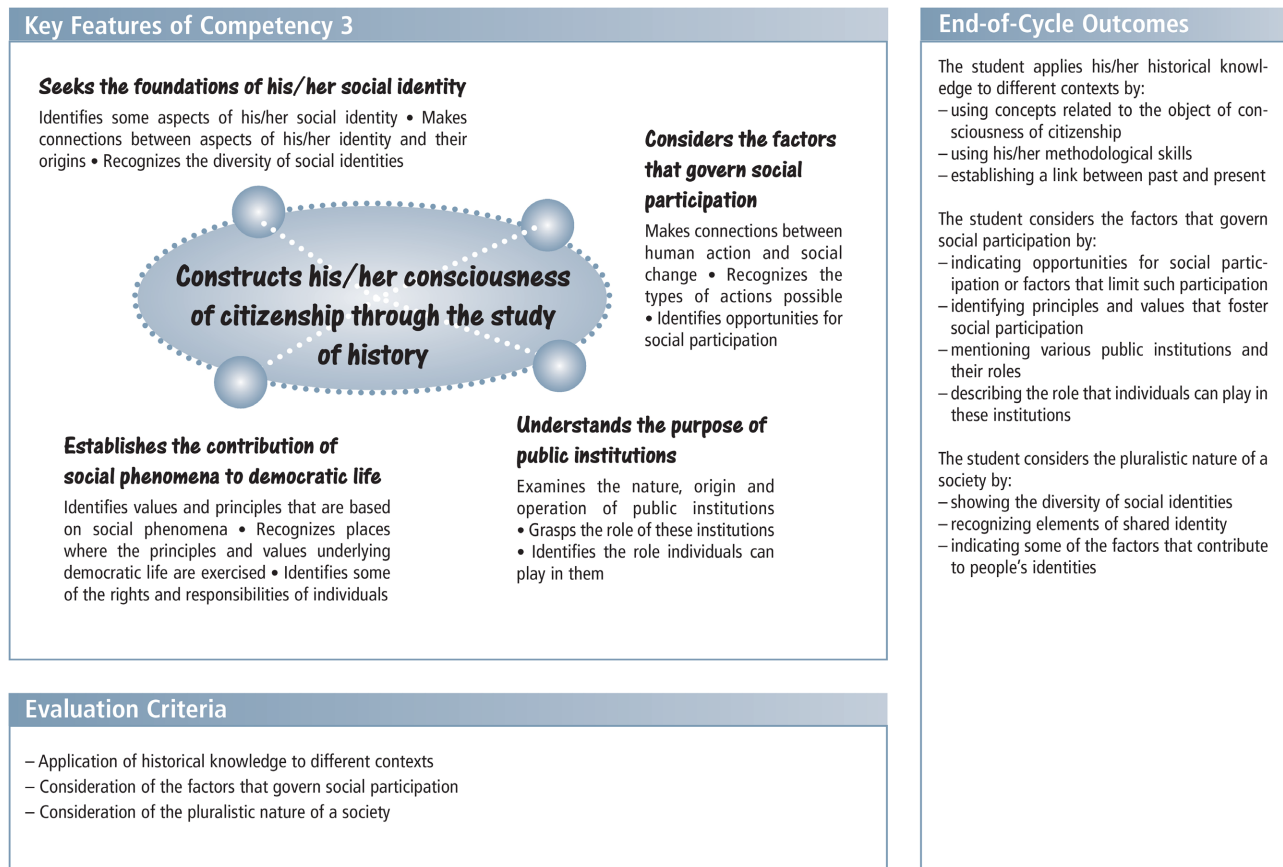 Key Features of Competency 3
Seeks the foundations of his/her social identity
Identifies some aspects of his/her social identity • Makes
connections between aspects of his/her identity and their
origins • Recognizes the diversity of social identities
Considers the factors
that govern social
participation
Makes connections between
human action and social
change • Recognizes the
types of actions possible
• Identifies opportunities for
social participation
Constructs his/her consciousness
of citizenship through the study
of history
Establishes the contribution of
social phenomena to democratic life
Identifies values and principles that are based
on social phenomena • Recognizes places
where the principles and values underlying
democratic life are exercised • Identifies some
of the rights and responsibilities of individuals
Understands the purpose of
public institutions
Examines the nature, origin and
operation of public institutions
• Grasps the role of these institutions
• Identifies the role individuals can
play in them
Evaluation Criteria
– Application of historical knowledge to different contexts
– Consideration of the factors that govern social participation
– Consideration of the pluralistic nature of a society
End-of-Cycle Outcomes
The student applies his/her historical knowl-
edge to different contexts by:
– using concepts related to the object of con-
sciousness of citizenship
– using his/her methodological skills
– establishing a link between past and present
The student considers the factors that govern
social participation by:
– indicating opportunities for social partic-
ipation or factors that limit such participation
– identifying principles and values that foster
social participation
– mentioning various public institutions and
their roles
– describing the role that individuals can play in
these institutions
The student considers the pluralistic nature of a
society by:
– showing the diversity of social identities
– recognizing elements of shared identity
– indicating some of the factors that contribute
to people's identities